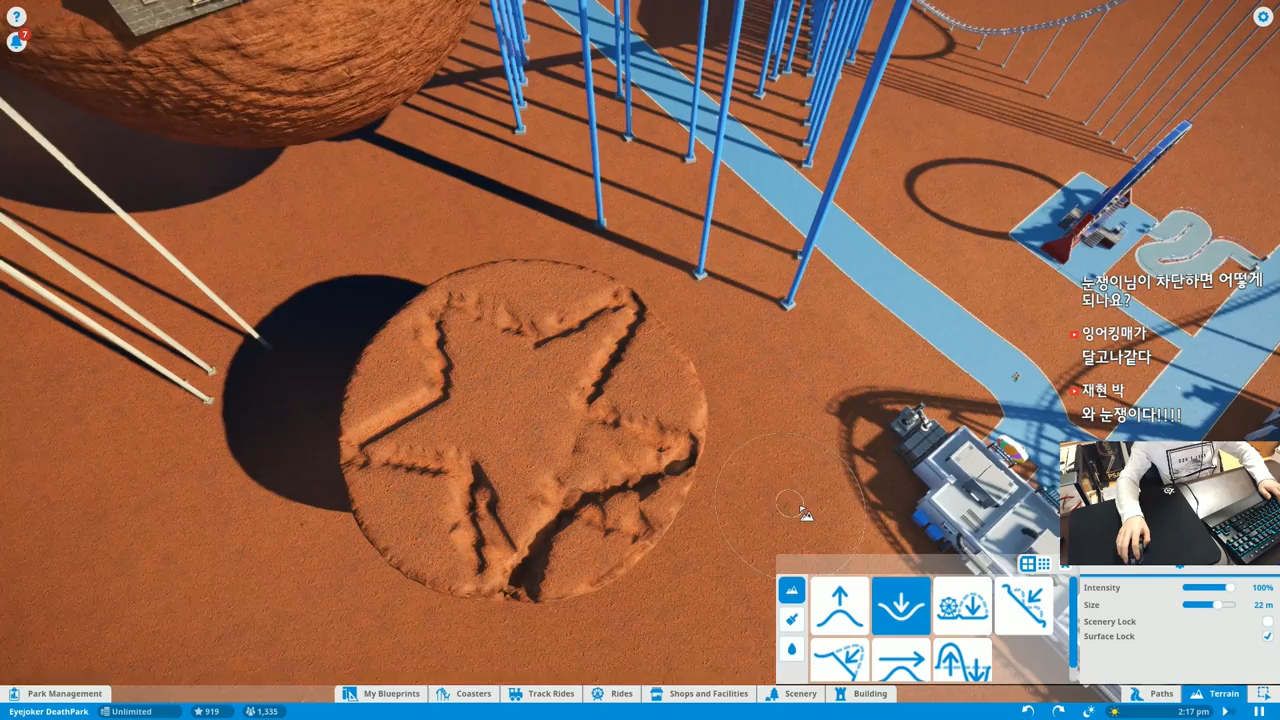 ?
7
눈쟁이님이 차단하면 어떻게
되나요?
잉어킹매가
달고나같다
재현 박
와 눈쟁이다!!!!
Intensity 100%
Size 22 m
Scenery Lock
Surface Lock
Park Management My Blueprints Coasters Track Rides Rides Shops and Facilities Scenery Building Paths Terrain
Eyejoker DeathPark Unlimited 919 1,335 2:17 pm